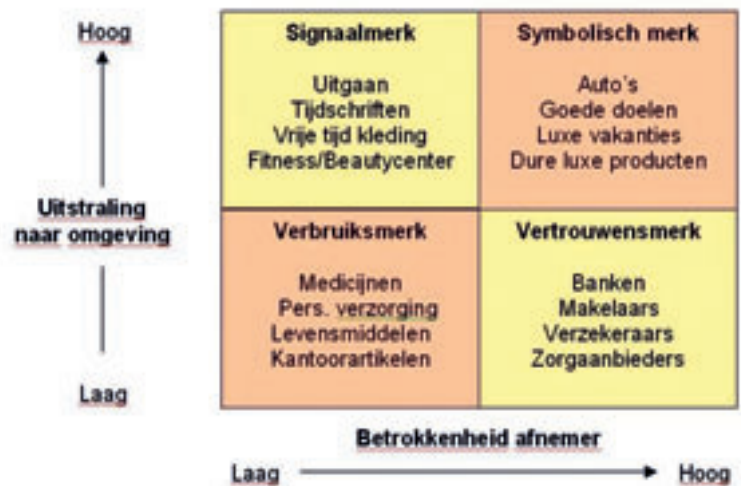 Hoog
Uitstraling
naar omgeving
Laag
Signaalmerk
Uitgaan
Tijdschriften
Vrije tijd kleding
Fitness/Beautycenter
Symbolisch merk
Auto's
Goede doelen
Luxe vakanties
Dure luxe producten
Verbruiksmerk
Medicijnen
Pers. verzorging
Levensmiddelen
Kantoorartikelen
Vertrouwensmerk
Banken
Makelaars
Verzekeraars
Zorgaanbieders
Betrokkenheid afnemer
Laag
Hoog